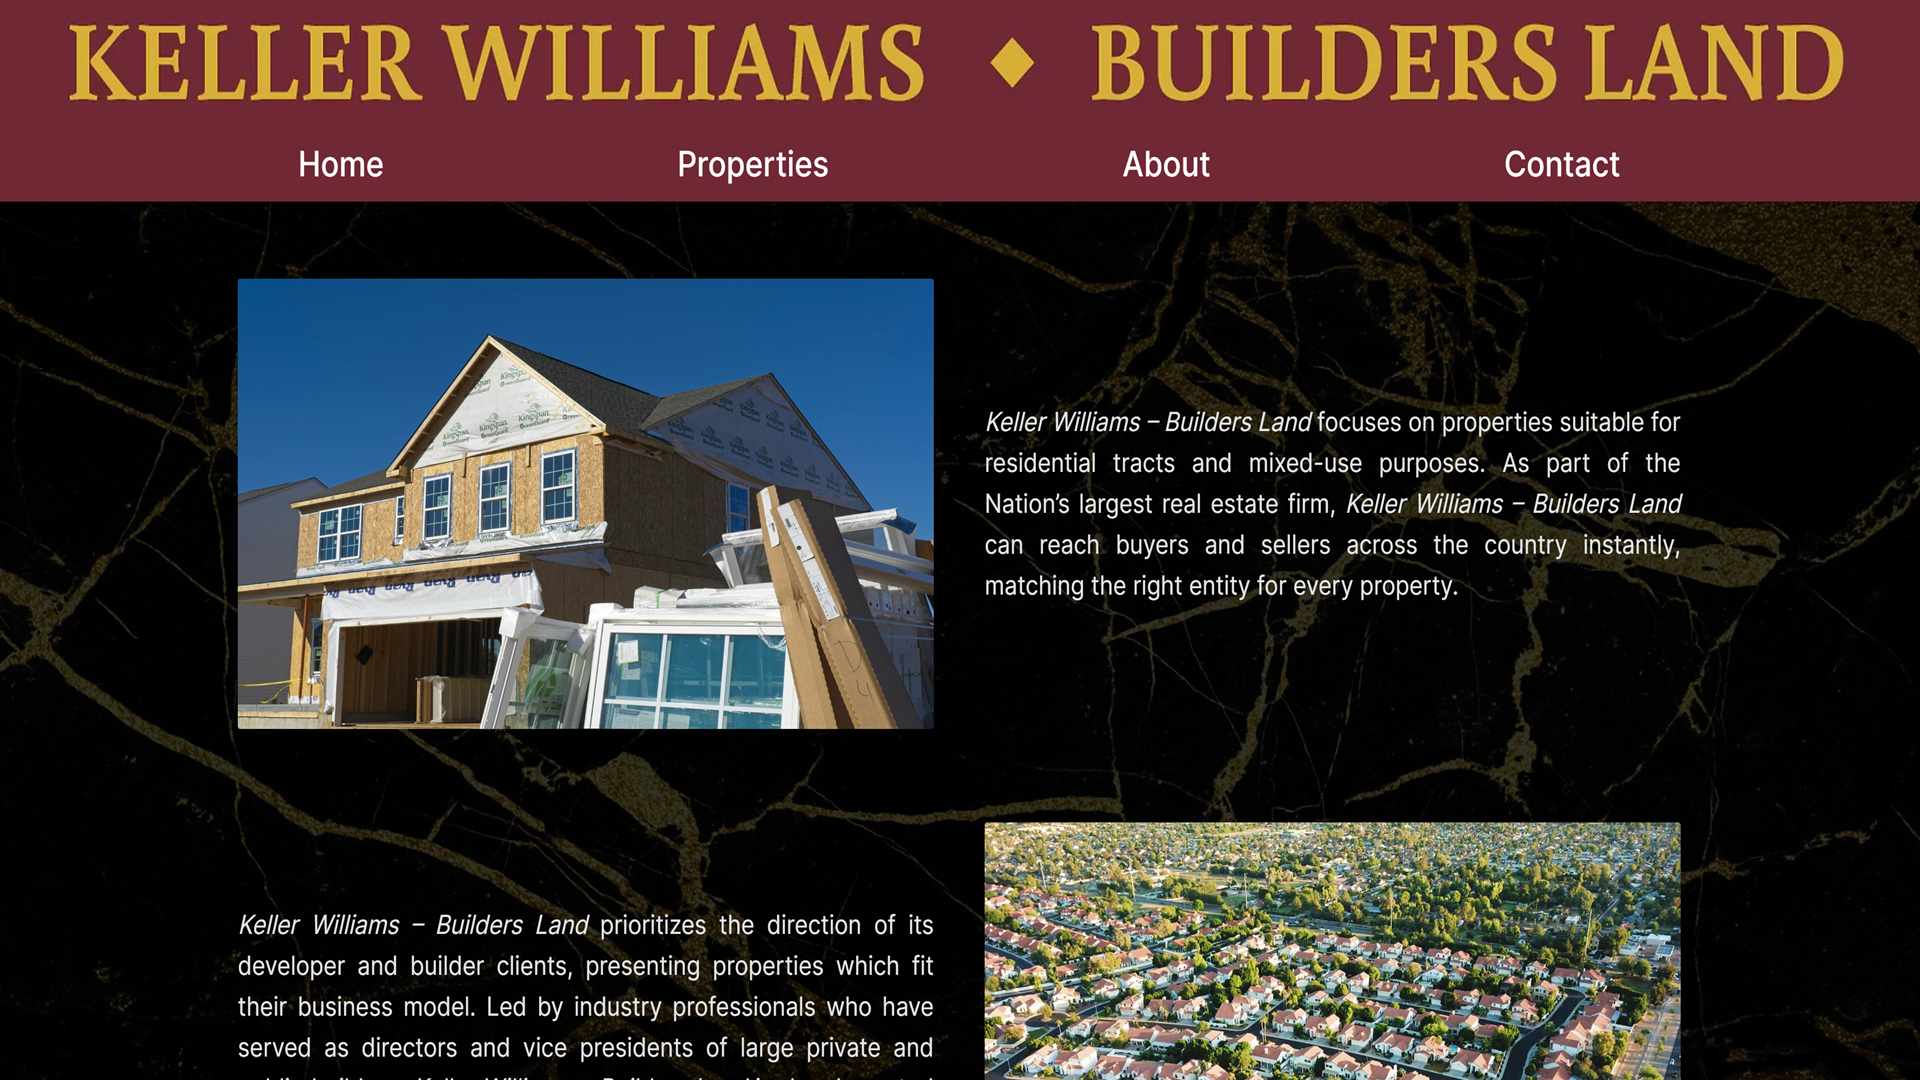 KELLER WILLIAMS ◆ BUILDERS LAND
Home Properties About Contact
Kingspan
GreenGuard
Keller Williams – Builders Land focuses on properties suitable for
residential tracts and mixed-use purposes. As part of the
Nation’s largest real estate firm, Keller Williams – Builders Land
can reach buyers and sellers across the country instantly,
matching the right entity for every property.
Keller Williams – Builders Land prioritizes the direction of its
developer and builder clients, presenting properties which fit
their business model. Led by industry professionals who have
served as directors and vice presidents of large private and